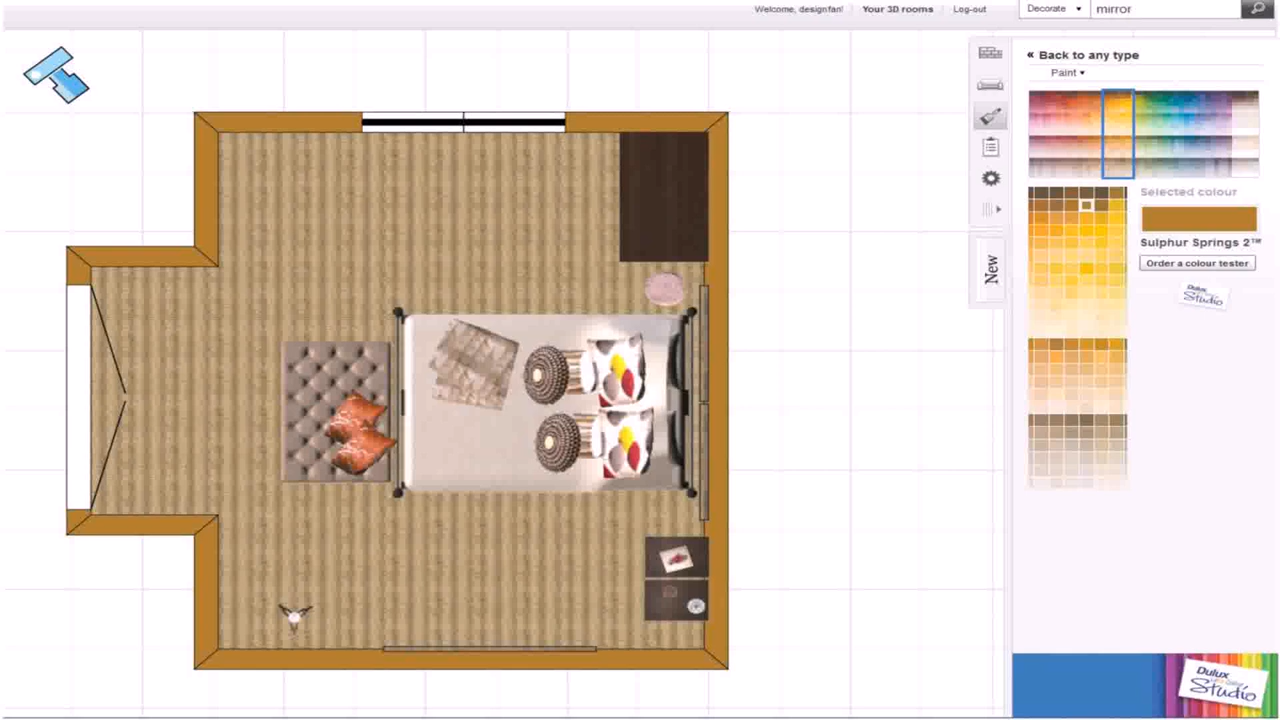 Welcome, designfan!
Your 3D rooms
Log-out
Decorate
mirror
« Back to any type
Paint
Selected colour
Sulphur Springs 2™
Order a colour tester
Dulux
Studio
New
Dulux
Studio